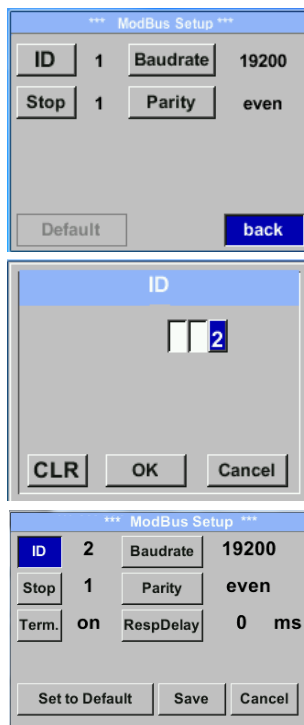 *** ModBus Setup ***
ID 1 Baudrate 19200
Stop 1 Parity even
Default back
ID
2
CLR OK Cancel
*** ModBus Setup ***
ID 2 Baudrate 19200
Stop 1 Parity even
Term. on RespDelay 0 ms
Set to Default Save Cancel